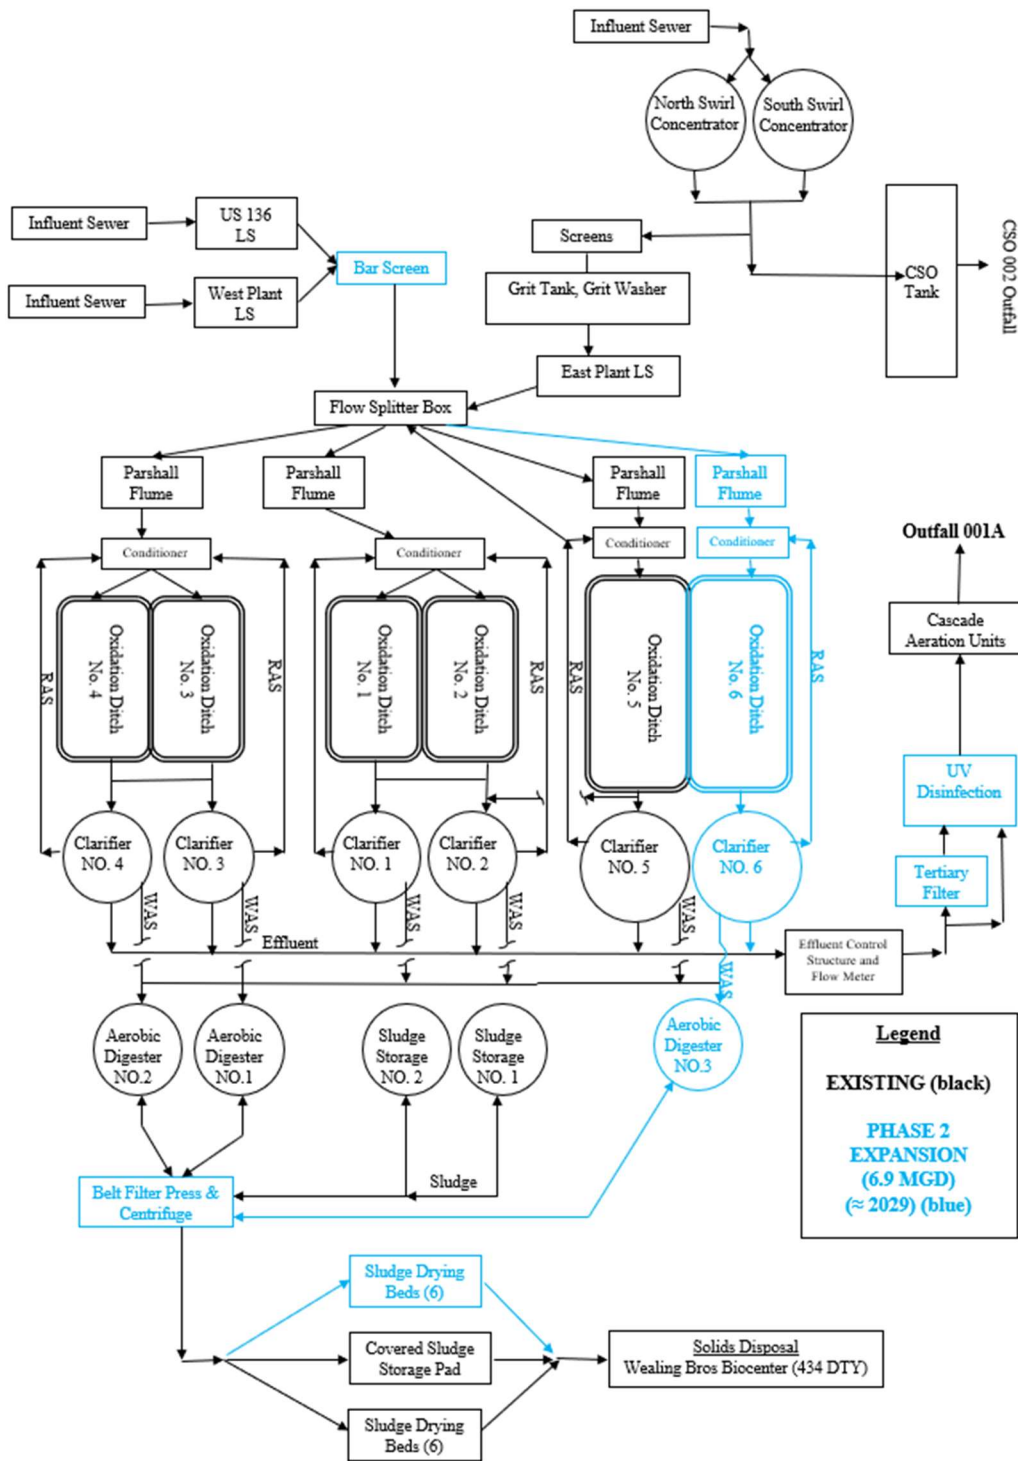 Influent Sewer
North Swirl
Concentrator
South Swirl
Concentrator
Influent Sewer
US 136
LS
Screens
Bar Screen
CSO
Tank
CSO 002 Outfall
Influent Sewer
West Plant
LS
Grit Tank, Grit Washer
East Plant LS
Flow Splitter Box
Parshall
Flume
Parshall
Flume
Parshall
Flume
Parshall
Flume
Conditioner
Conditioner
Conditioner
Conditioner
Outfall 001A
Cascade
Aeration Units
RAS
Oxidation Ditch
No. 4
Oxidation Ditch
No. 3
RAS
RAS
Oxidation Ditch
No. 1
Oxidation Ditch
No. 2
RAS
RAS
Oxidation Ditch
No. 5
Oxidation Ditch
No. 6
RAS
UV
Disinfection
Clarifier
NO. 4
Clarifier
NO. 3
Clarifier
NO. 1
Clarifier
NO. 2
Clarifier
NO. 5
Clarifier
NO. 6
Tertiary
Filter
WAS
WAS
WAS
WAS
WAS
Effluent
Effluent Control
Structure and
Flow Meter
WAS
Aerobic
Digester
NO.2
Aerobic
Digester
NO.1
Sludge
Storage
NO. 2
Sludge
Storage
NO. 1
Aerobic
Digester
NO.3
Legend
EXISTING (black)
PHASE 2
EXPANSION
(6.9 MGD)
(≈ 2029) (blue)
Sludge
Belt Filter Press &
Centrifuge
Sludge Drying
Beds (6)
Covered Sludge
Storage Pad
Solids Disposal
Wealing Bros Biocenter (434 DTY)
Sludge Drying
Beds (6)